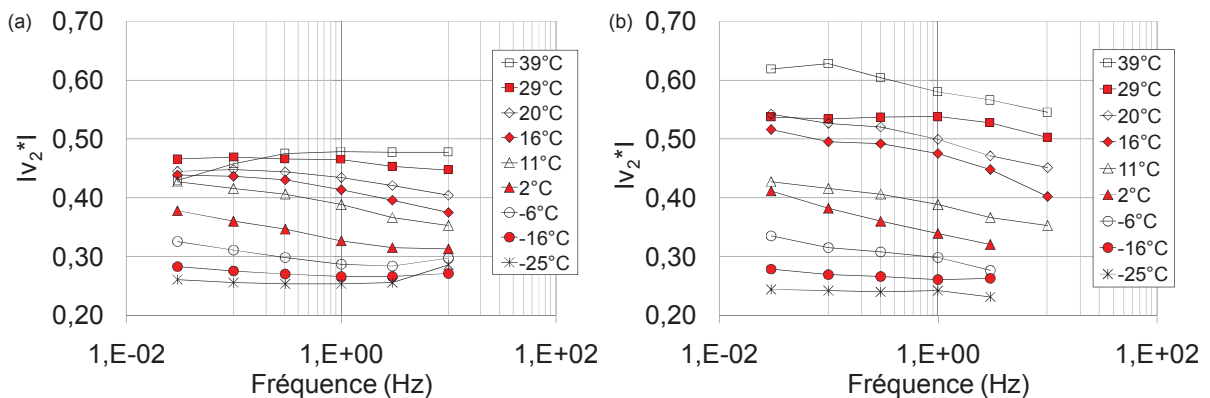 (a)
0,70
0,60
0,50
0,40
0,30
0,20
|ν₂*|
39°C
29°C
20°C
16°C
11°C
2°C
-6°C
-16°C
-25°C
1,E-02
1,E+00
1,E+02
Fréquence (Hz)
(b)
0,70
0,60
0,50
0,40
0,30
0,20
|ν₂*|
39°C
29°C
20°C
16°C
11°C
2°C
-6°C
-16°C
-25°C
1,E-02
1,E+00
1,E+02
Fréquence (Hz)